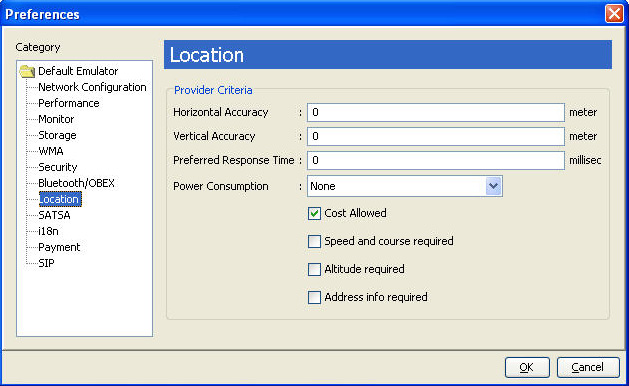 Preferences
Category
Default Emulator
Network Configuration
Performance
Monitor
Storage
WMA
Security
Bluetooth/OBEX
Location
SATSA
i18n
Payment
SIP
Location
Provider Criteria
Horizontal Accuracy : 0 meter
Vertical Accuracy : 0 meter
Preferred Response Time : 0 millisec
Power Consumption : None
Cost Allowed
Speed and course required
Altitude required
Address info required
OK Cancel